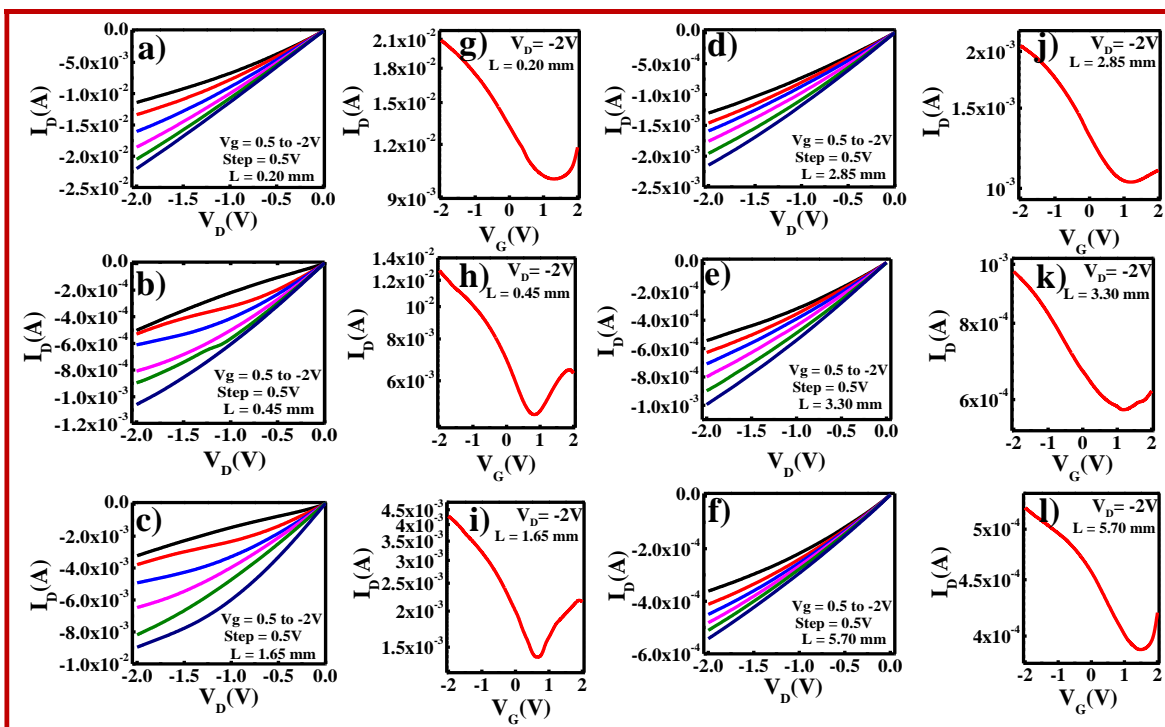 a)
0.0
-5.0x10⁻³
-1.0x10⁻²
-1.5x10⁻²
-2.0x10⁻²
-2.5x10⁻²
I_D(A)
Vg = 0.5 to -2V
Step = 0.5V
L = 0.20 mm
-2.0 -1.5 -1.0 -0.5 0.0
V_D(V)
g)
V_D= -2V
L = 0.20 mm
2.1x10⁻²
1.8x10⁻²
1.5x10⁻²
1.2x10⁻²
9x10⁻³
I_D(A)
-2 -1 0 1 2
V_G(V)
d)
0.0
-5.0x10⁻⁴
-1.0x10⁻³
-1.5x10⁻³
-2.0x10⁻³
-2.5x10⁻³
I_D(A)
Vg = 0.5 to -2V
Step = 0.5V
L = 2.85 mm
-2.0 -1.5 -1.0 -0.5 0.0
V_D(V)
j)
V_D= -2V
L = 2.85 mm
2x10⁻³
1.5x10⁻³
1x10⁻³
I_D(A)
-2 -1 0 1 2
V_G(V)
b)
0.0
-2.0x10⁻⁴
-4.0x10⁻⁴
-6.0x10⁻⁴
-8.0x10⁻⁴
-1.0x10⁻³
-1.2x10⁻³
I_D(A)
Vg = 0.5 to -2V
Step = 0.5V
L = 0.45 mm
-2.0 -1.5 -1.0 -0.5 0.0
V_D(V)
h)
V_D= -2V
L = 0.45 mm
1.4x10⁻²
1.2x10⁻²
10⁻²
8x10⁻³
6x10⁻³
I_D(A)
-2 -1 0 1 2
V_G(V)
e)
0.0
-2.0x10⁻⁴
-4.0x10⁻⁴
-6.0x10⁻⁴
-8.0x10⁻⁴
-1.0x10⁻³
I_D(A)
Vg = 0.5 to -2V
Step = 0.5V
L = 3.30 mm
-2.0 -1.5 -1.0 -0.5 0.0
V_D(V)
k)
V_D= -2V
L = 3.30 mm
10⁻³
8x10⁻⁴
6x10⁻⁴
I_D(A)
-2 -1 0 1 2
V_G(V)
c)
0.0
-2.0x10⁻³
-4.0x10⁻³
-6.0x10⁻³
-8.0x10⁻³
-1.0x10⁻²
I_D(A)
Vg = 0.5 to -2V
Step = 0.5V
L = 1.65 mm
-2.0 -1.5 -1.0 -0.5 0.0
V_D(V)
i)
V_D= -2V
L = 1.65 mm
4.5x10⁻³
4x10⁻³
3.5x10⁻³
3x10⁻³
2.5x10⁻³
2x10⁻³
1.5x10⁻³
I_D(A)
-2 -1 0 1 2
V_G(V)
f)
0.0
-2.0x10⁻⁴
-4.0x10⁻⁴
-6.0x10⁻⁴
I_D(A)
Vg = 0.5 to -2V
Step = 0.5V
L = 5.70 mm
-2.0 -1.5 -1.0 -0.5 0.0
V_D(V)
l)
V_D= -2V
L = 5.70 mm
5x10⁻⁴
4.5x10⁻⁴
4x10⁻⁴
I_D(A)
-2 -1 0 1 2
V_G(V)